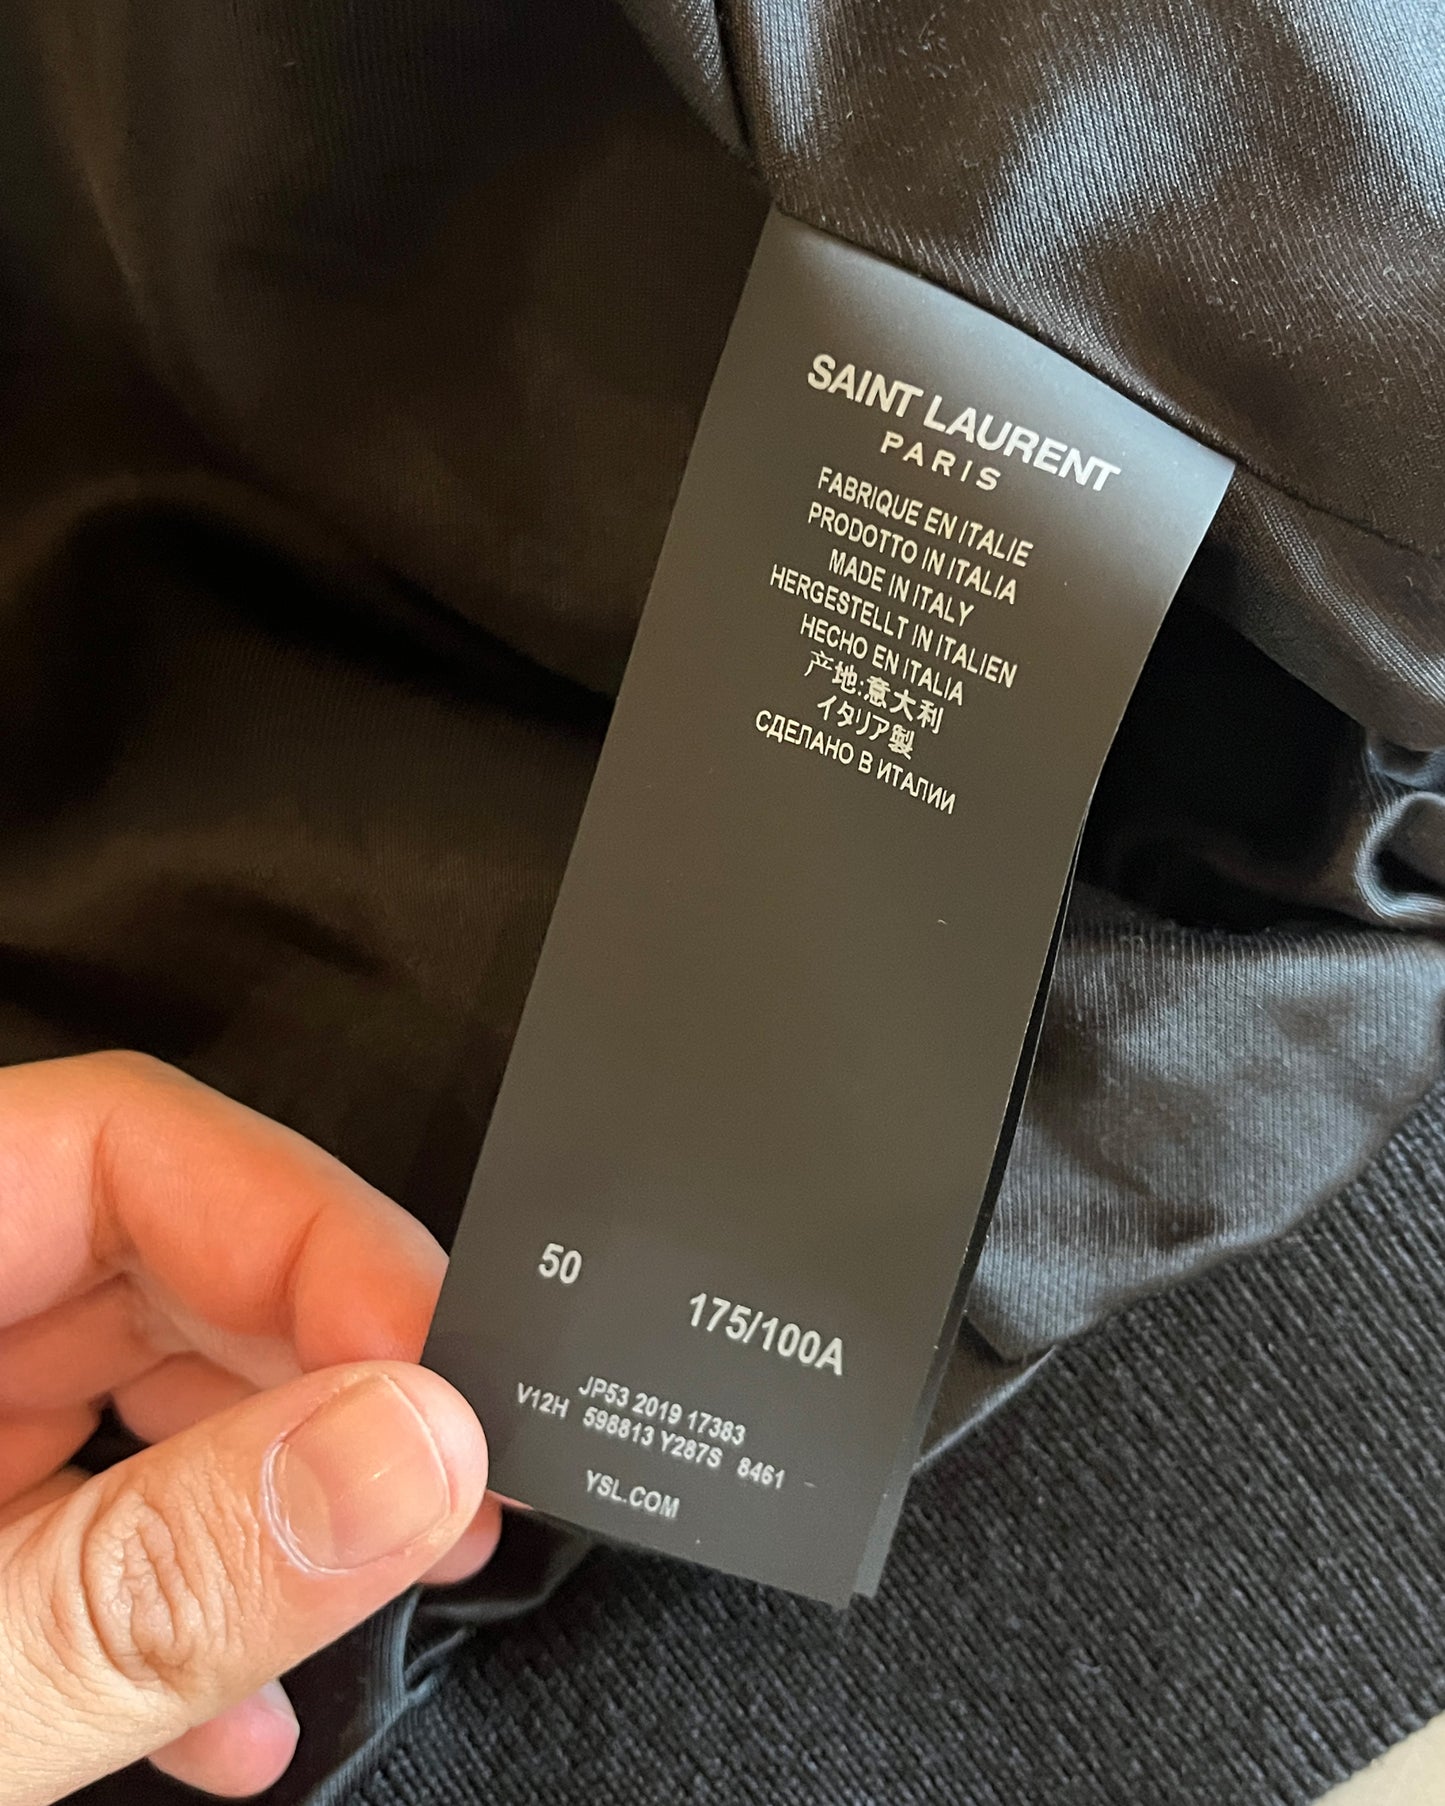 SAINT LAURENT
PARIS
FABRIQUE EN ITALIE
PRODOTTO IN ITALIA
MADE IN ITALY
HERGESTELLT IN ITALIEN
HECHO EN ITALIA
产地:意大利
イタリア製
СДЕЛАНО В ИТАЛИИ
50 175/100A
JP53 2019 17383
V12H 598813 Y287S 8461
YSL.COM